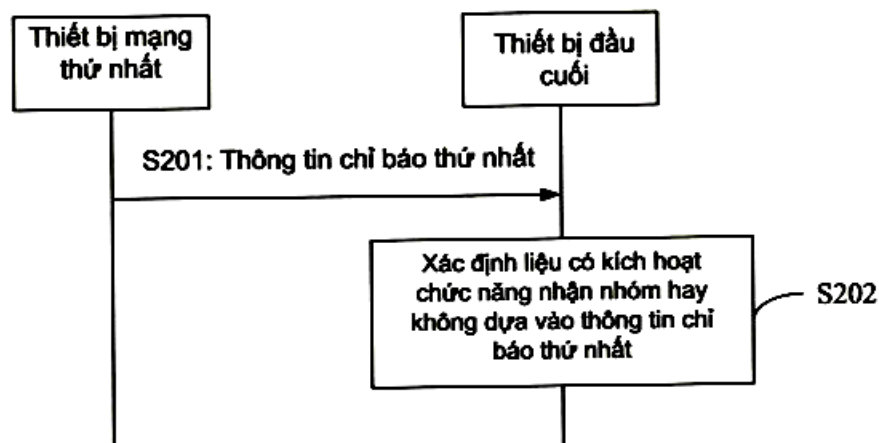 Thiết bị mạng
thứ nhất
Thiết bị đầu
cuối
S201: Thông tin chỉ báo thứ nhất
Xác định liệu có kích hoạt
chức năng nhận nhóm hay
không dựa vào thông tin chỉ
báo thứ nhất
S202